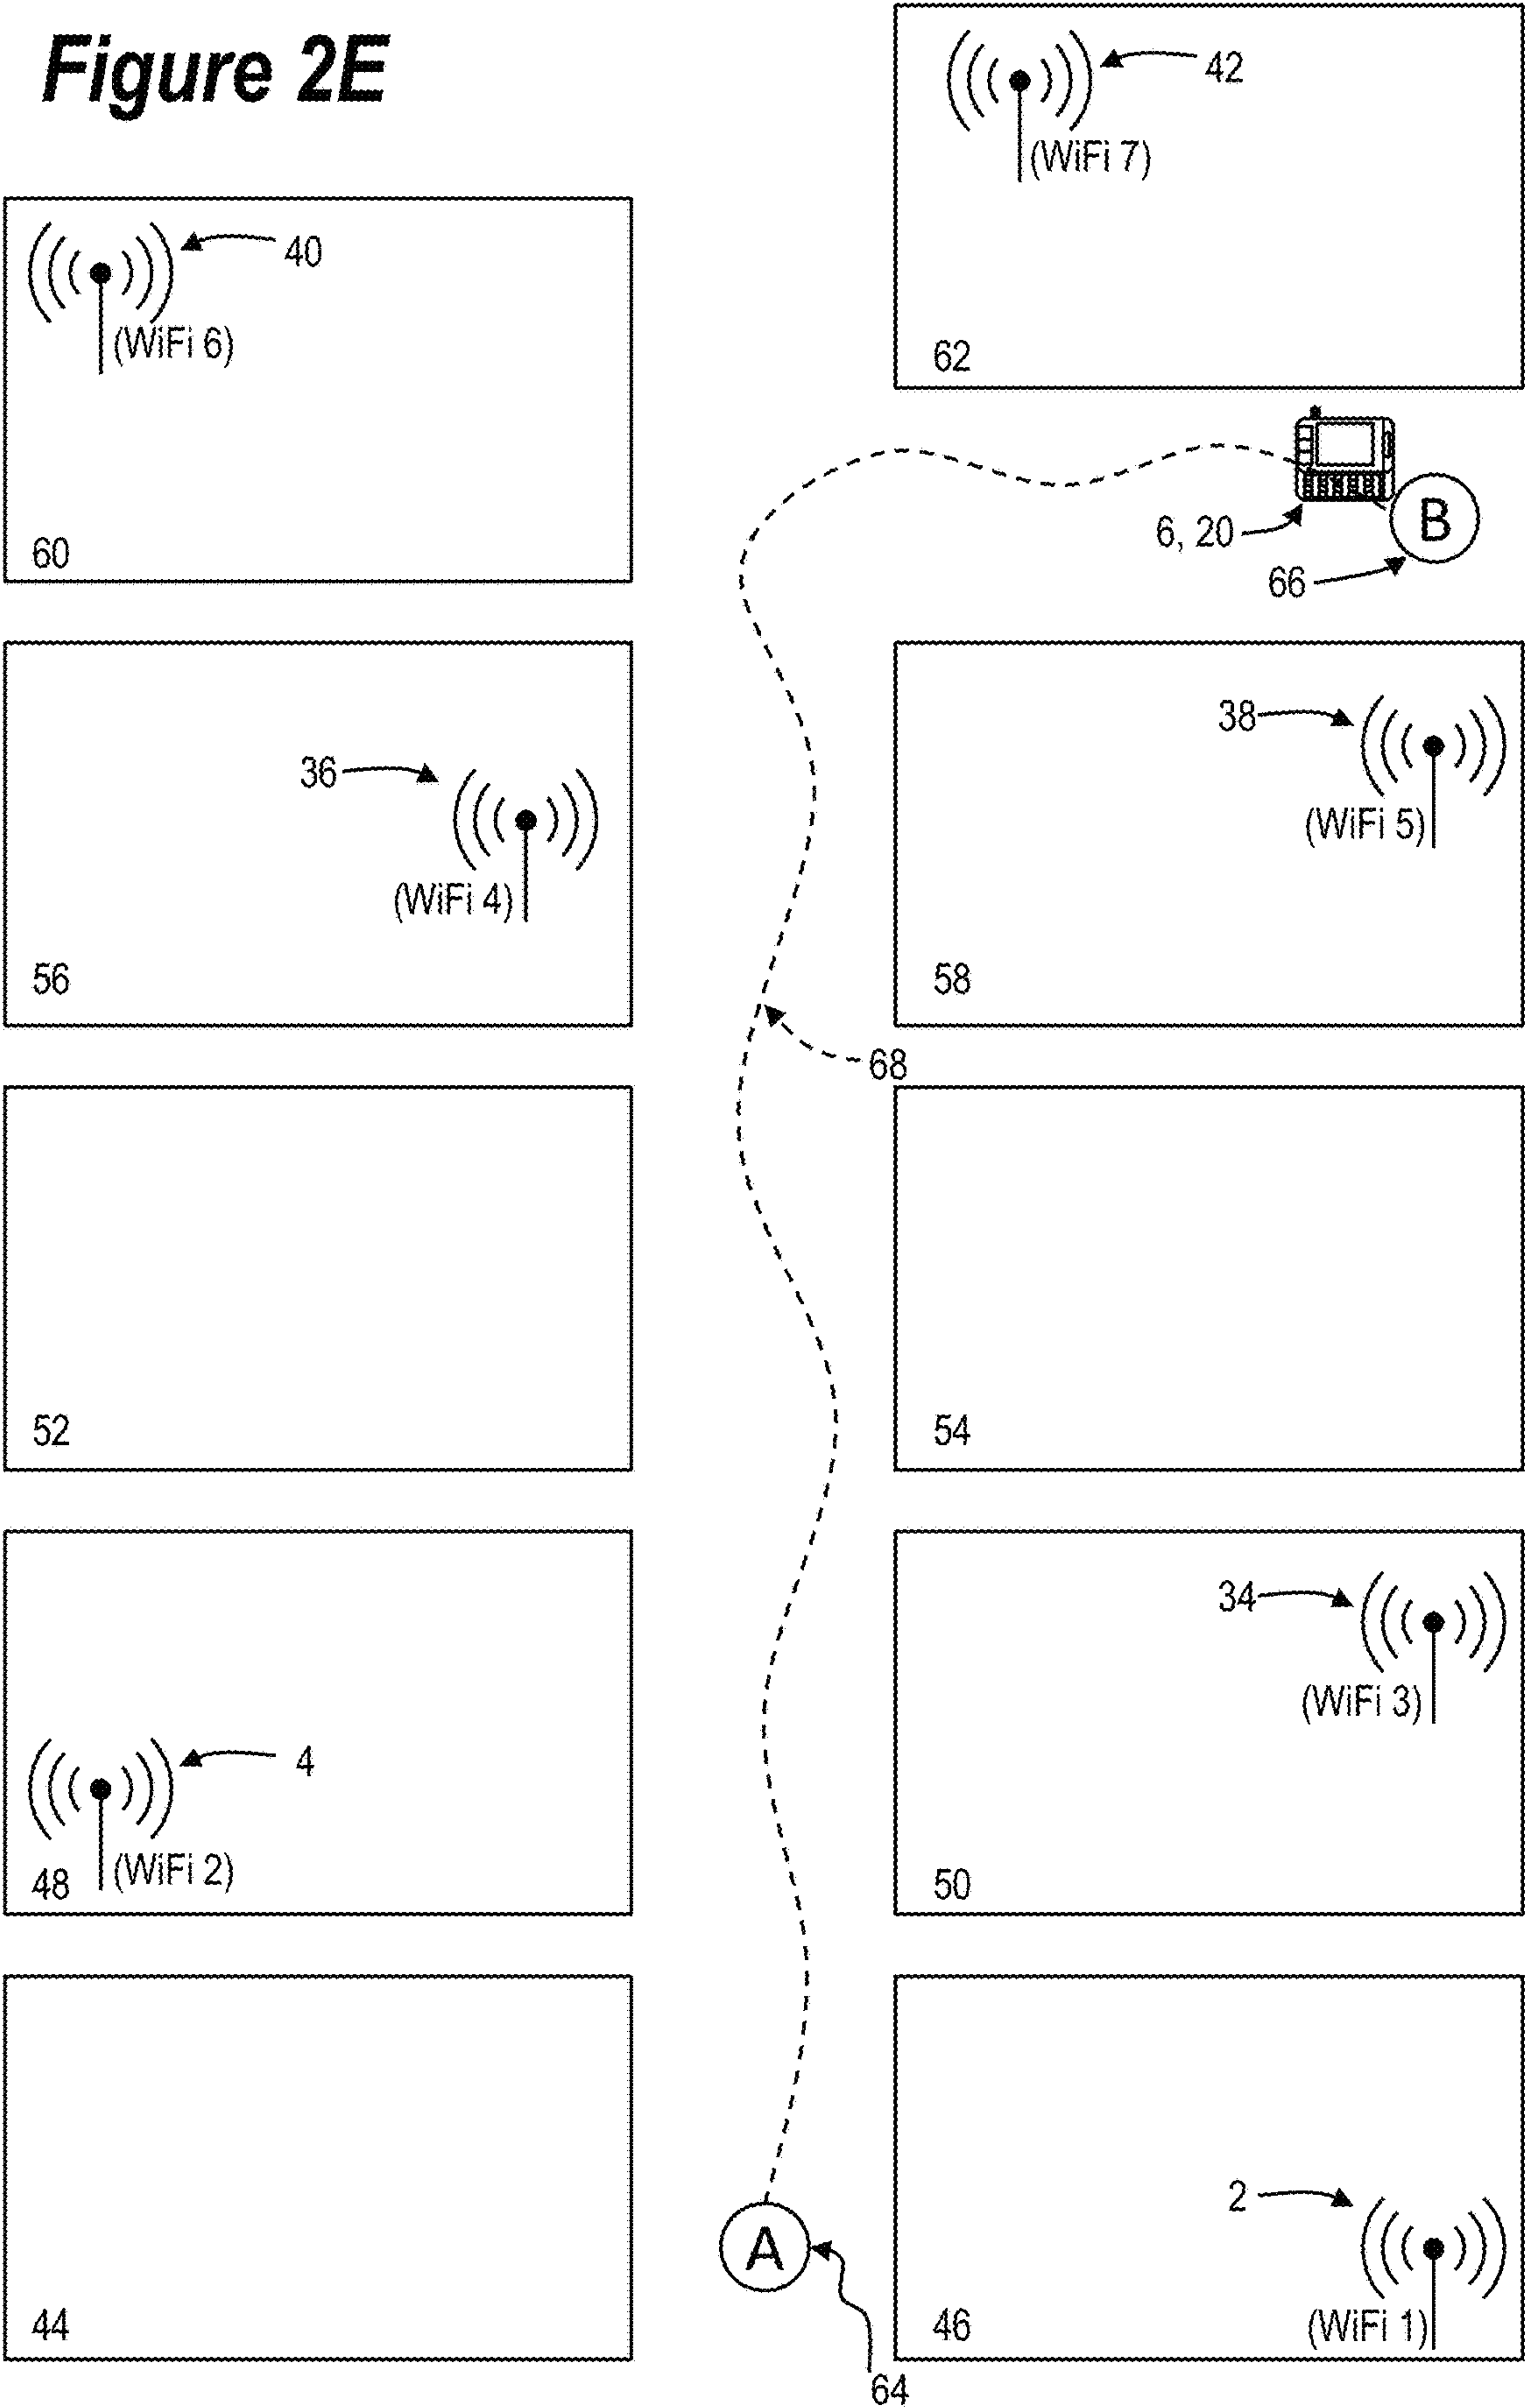 Figure 2E
42
(WiFi 7)
40
(WiFi 6)
62
6, 20
B
60
66
38
36
(WiFi 5)
(WiFi 4)
56
58
68
52
54
34
(WiFi 3)
4
(WiFi 2)
48
50
2
A
44
46
(WiFi 1)
64